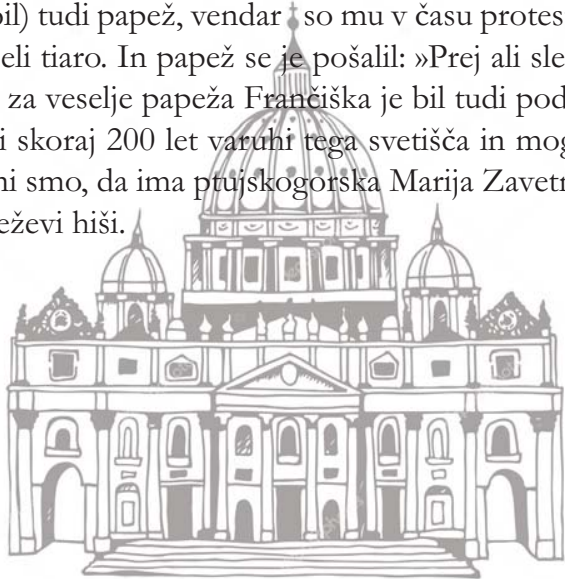 bil) tudi papež, vendar so mu v času protes
eli tiaro. In papež se je pošalil: »Prej ali sle
za veselje papeža Frančiška je bil tudi pod
i skoraj 200 let varuhi tega svetišča in mog
ni smo, da ima ptujskogorska Marija Zavetn
eževi hiši.